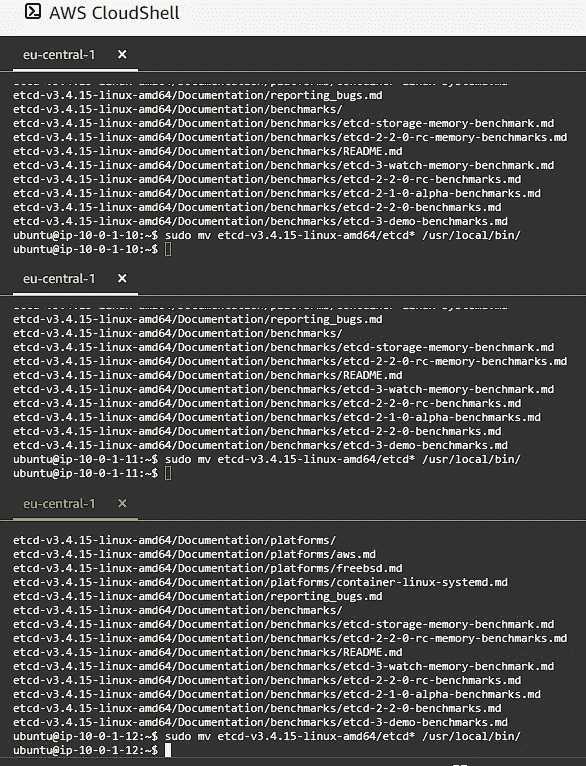 AWS CloudShell
eu-central-1 ×
etcd-v3.4.15-linux-amd64/Documentation/reporting_bugs.md
etcd-v3.4.15-linux-amd64/Documentation/benchmarks/
etcd-v3.4.15-linux-amd64/Documentation/benchmarks/etcd-storage-memory-benchmark.md
etcd-v3.4.15-linux-amd64/Documentation/benchmarks/etcd-2-2-0-rc-memory-benchmarks.md
etcd-v3.4.15-linux-amd64/Documentation/benchmarks/README.md
etcd-v3.4.15-linux-amd64/Documentation/benchmarks/etcd-3-watch-memory-benchmark.md
etcd-v3.4.15-linux-amd64/Documentation/benchmarks/etcd-2-2-0-rc-benchmarks.md
etcd-v3.4.15-linux-amd64/Documentation/benchmarks/etcd-2-1-0-alpha-benchmarks.md
etcd-v3.4.15-linux-amd64/Documentation/benchmarks/etcd-2-2-0-benchmarks.md
etcd-v3.4.15-linux-amd64/Documentation/benchmarks/etcd-3-demo-benchmarks.md
ubuntu@ip-10-0-1-10:~$ sudo mv etcd-v3.4.15-linux-amd64/etcd* /usr/local/bin/
ubuntu@ip-10-0-1-10:~$
eu-central-1 ×
etcd-v3.4.15-linux-amd64/Documentation/reporting_bugs.md
etcd-v3.4.15-linux-amd64/Documentation/benchmarks/
etcd-v3.4.15-linux-amd64/Documentation/benchmarks/etcd-storage-memory-benchmark.md
etcd-v3.4.15-linux-amd64/Documentation/benchmarks/etcd-2-2-0-rc-memory-benchmarks.md
etcd-v3.4.15-linux-amd64/Documentation/benchmarks/README.md
etcd-v3.4.15-linux-amd64/Documentation/benchmarks/etcd-3-watch-memory-benchmark.md
etcd-v3.4.15-linux-amd64/Documentation/benchmarks/etcd-2-2-0-rc-benchmarks.md
etcd-v3.4.15-linux-amd64/Documentation/benchmarks/etcd-2-1-0-alpha-benchmarks.md
etcd-v3.4.15-linux-amd64/Documentation/benchmarks/etcd-2-2-0-benchmarks.md
etcd-v3.4.15-linux-amd64/Documentation/benchmarks/etcd-3-demo-benchmarks.md
ubuntu@ip-10-0-1-11:~$ sudo mv etcd-v3.4.15-linux-amd64/etcd* /usr/local/bin/
ubuntu@ip-10-0-1-11:~$
eu-central-1 ×
etcd-v3.4.15-linux-amd64/Documentation/platforms/
etcd-v3.4.15-linux-amd64/Documentation/platforms/aws.md
etcd-v3.4.15-linux-amd64/Documentation/platforms/freebsd.md
etcd-v3.4.15-linux-amd64/Documentation/platforms/container-linux-systemd.md
etcd-v3.4.15-linux-amd64/Documentation/reporting_bugs.md
etcd-v3.4.15-linux-amd64/Documentation/benchmarks/
etcd-v3.4.15-linux-amd64/Documentation/benchmarks/etcd-storage-memory-benchmark.md
etcd-v3.4.15-linux-amd64/Documentation/benchmarks/etcd-2-2-0-rc-memory-benchmarks.md
etcd-v3.4.15-linux-amd64/Documentation/benchmarks/README.md
etcd-v3.4.15-linux-amd64/Documentation/benchmarks/etcd-3-watch-memory-benchmark.md
etcd-v3.4.15-linux-amd64/Documentation/benchmarks/etcd-2-2-0-rc-benchmarks.md
etcd-v3.4.15-linux-amd64/Documentation/benchmarks/etcd-2-1-0-alpha-benchmarks.md
etcd-v3.4.15-linux-amd64/Documentation/benchmarks/etcd-2-2-0-benchmarks.md
etcd-v3.4.15-linux-amd64/Documentation/benchmarks/etcd-3-demo-benchmarks.md
ubuntu@ip-10-0-1-12:~$ sudo mv etcd-v3.4.15-linux-amd64/etcd* /usr/local/bin/
ubuntu@ip-10-0-1-12:~$